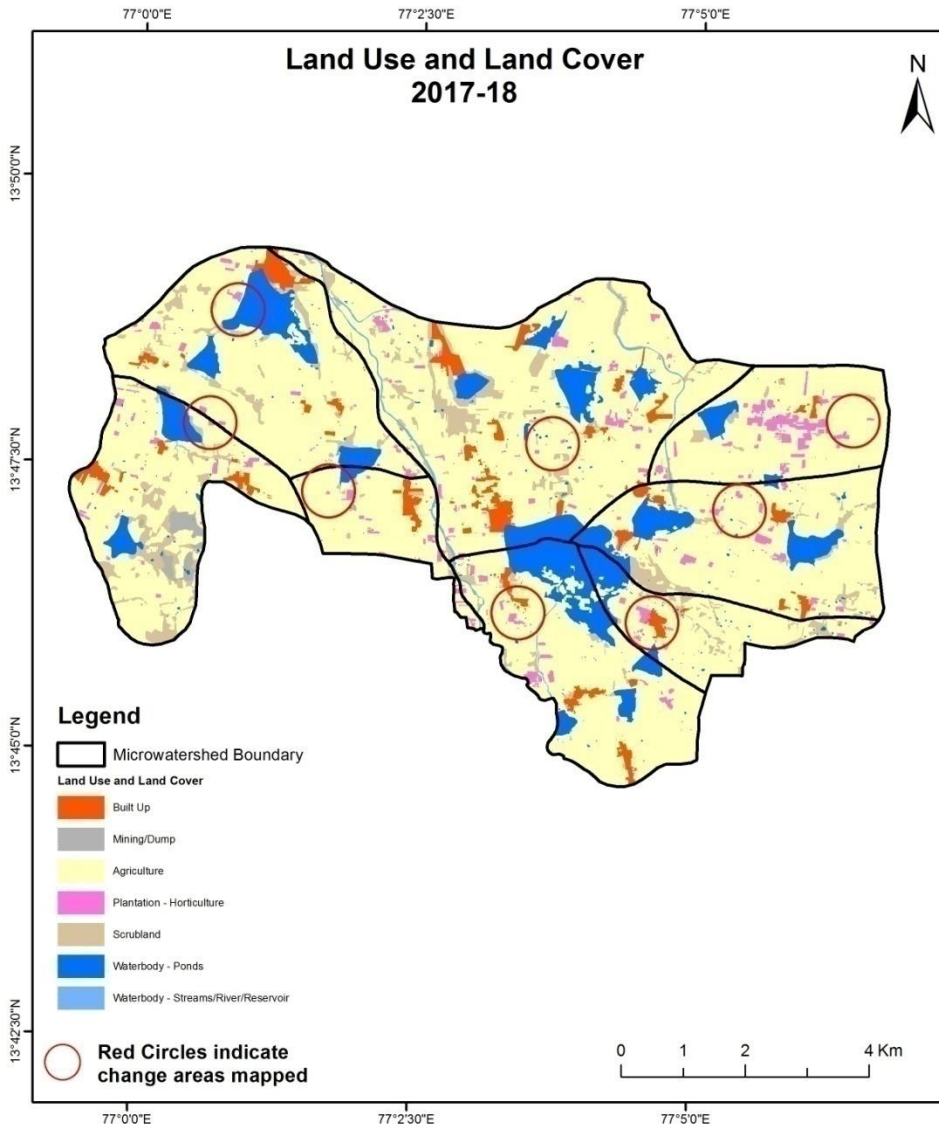 77°0'0"E
77°2'30"E
77°5'0"E
Land Use and Land Cover
2017-18
N
13°50'0"N
13°47'30"N
13°45'0"N
13°42'30"N
Legend
Microwatershed Boundary
Land Use and Land Cover
Built Up
Mining/Dump
Agriculture
Plantation - Horticulture
Scrubland
Waterbody - Ponds
Waterbody - Streams/River/Reservoir
Red Circles indicate
change areas mapped
0 1 2 4 Km
77°0'0"E
77°2'30"E
77°5'0"E